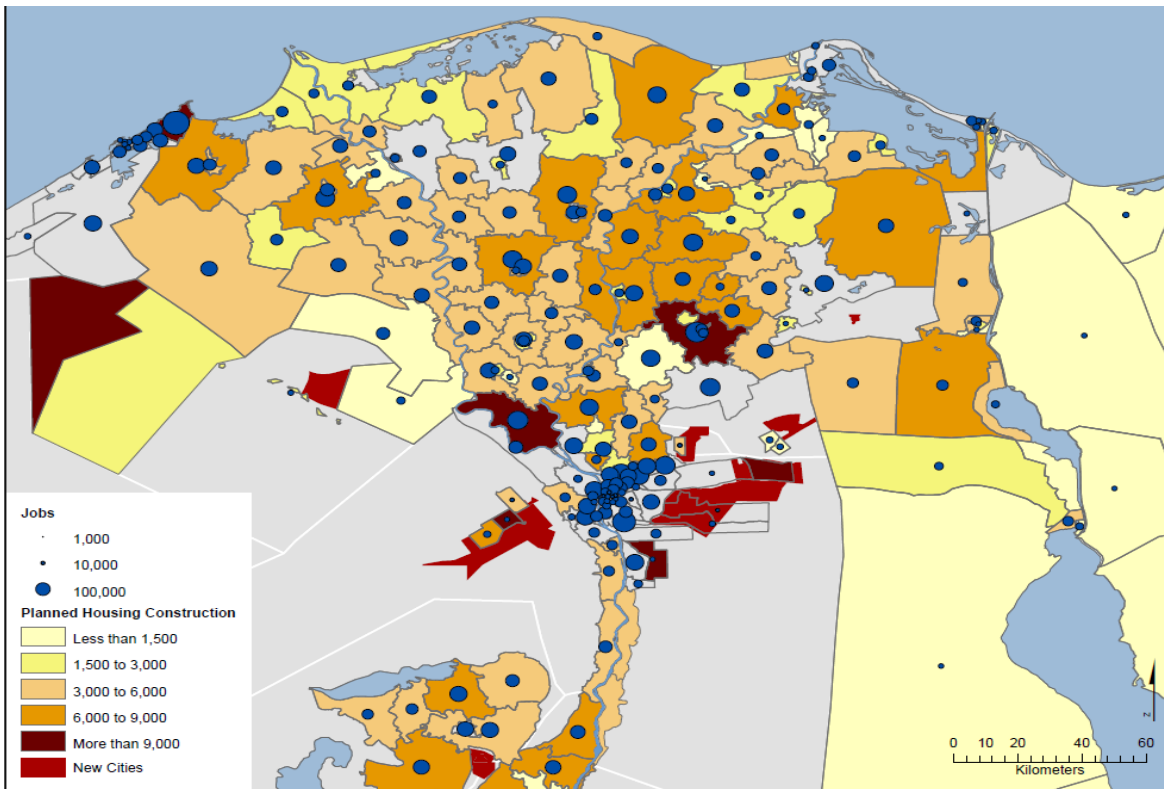 Jobs
1,000
10,000
100,000
Planned Housing Construction
Less than 1,500
1,500 to 3,000
3,000 to 6,000
6,000 to 9,000
More than 9,000
New Cities
z
0 10 20 40 60
Kilometers